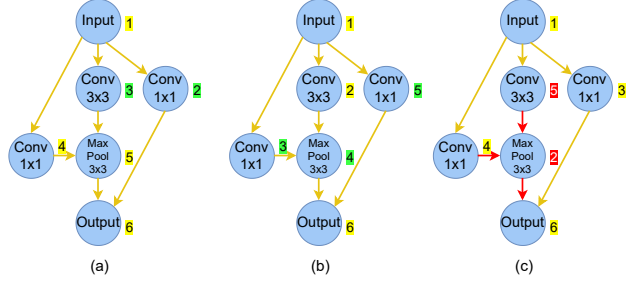 Input 1
Conv
3x3 3
Conv
1x1 2
Conv
1x1
4
Max
Pool
3x3 5
Output 6
(a)
Input 1
Conv
3x3 2
Conv
1x1 5
Conv
1x1
3
Max
Pool
3x3 4
Output 6
(b)
Input 1
Conv
3x3 5
Conv
1x1 3
Conv
1x1
4
Max
Pool
3x3 2
Output 6
(c)